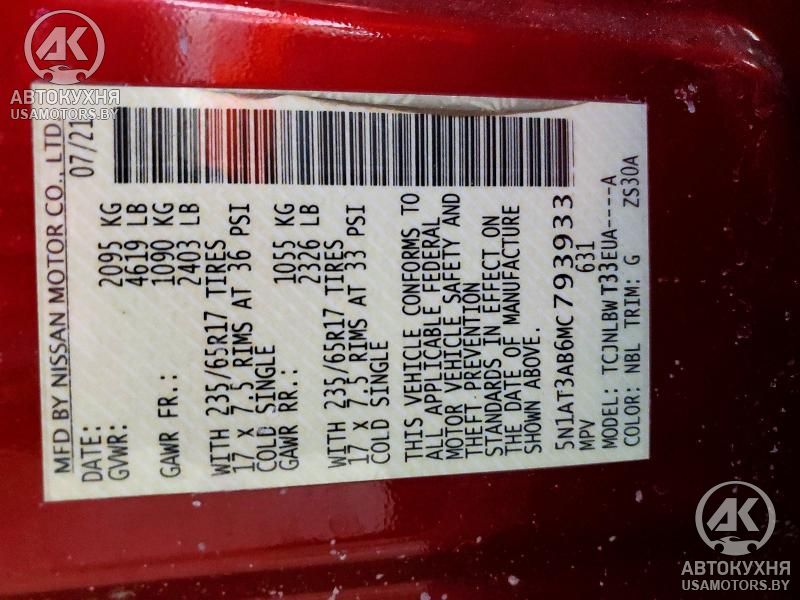 MFD BY NISSAN MOTOR CO., LTD.
DATE: 07/21
GVWR: 2095 KG
4619 LB
GAWR FR.: 1090 KG
2403 LB
WITH 235/65R17 TIRES
17 X 7.5 RIMS AT 36 PSI
COLD SINGLE
GAWR RR.: 1055 KG
2326 LB
WITH 235/65R17 TIRES
17 X 7.5 RIMS AT 33 PSI
COLD SINGLE
THIS VEHICLE CONFORMS TO
ALL APPLICABLE FEDERAL
MOTOR VEHICLE SAFETY AND
THEFT PREVENTION
STANDARDS IN EFFECT ON
THE DATE OF MANUFACTURE
SHOWN ABOVE.
5N1AT3AB6MC793933
MPV 631
MODEL: TCJNLBW T33EUA----A
COLOR: NBL TRIM: G ZS30A
АК
АВТОКУХНЯ
USAMOTORS.BY
АК
АВТОКУХНЯ
USAMOTORS.BY